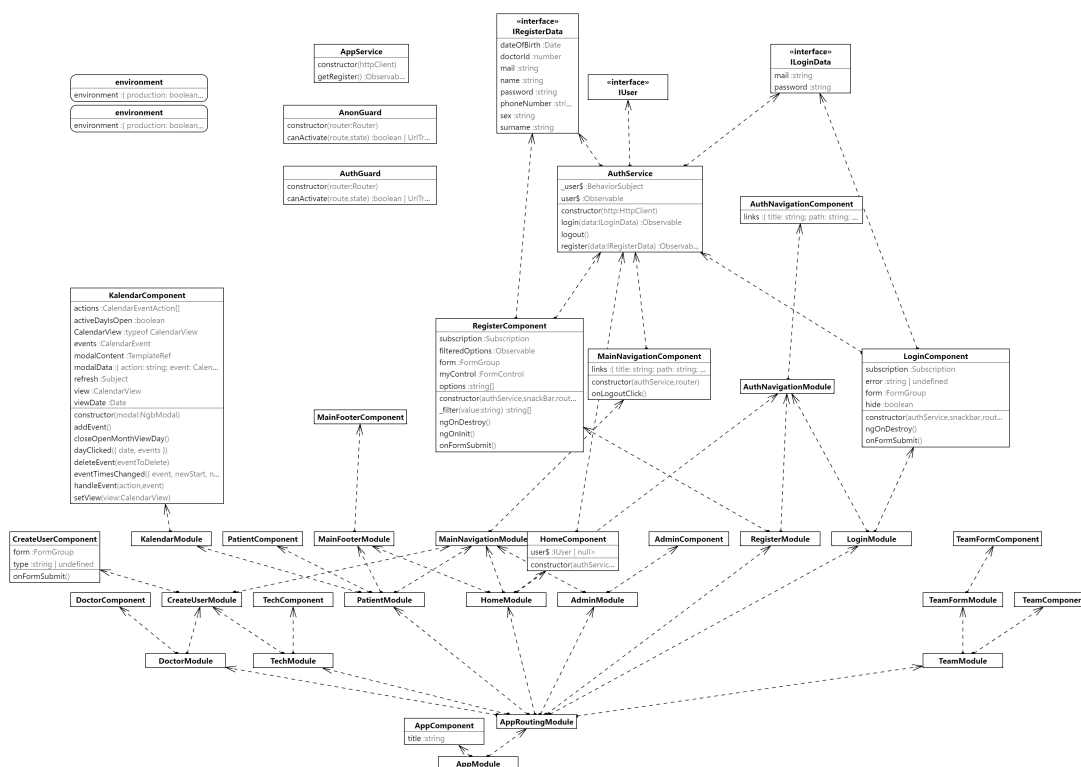 «interface»
IRegisterData
dateOfBirth :Date
doctorId :number
mail :string
name :string
password :string
phoneNumber :stri...
sex :string
surname :string
AppService
constructor(httpClient)
getRegister() :Observab...
«interface»
ILoginData
mail :string
password :string
«interface»
IUser
environment
environment :{ production: boolean...
environment
environment :{ production: boolean...
AnonGuard
constructor(router:Router)
canActivate(route,state) :boolean | UrlTr...
AuthGuard
constructor(router:Router)
canActivate(route,state) :boolean | UrlTr...
AuthService
_user$ :BehaviorSubject
user$ :Observable
constructor(http:HttpClient)
login(data:ILoginData) :Observable
logout()
register(data:IRegisterData) :Observab...
AuthNavigationComponent
links :{ title: string; path: string; ...
KalendarComponent
actions :CalendarEventAction[]
activeDayIsOpen :boolean
CalendarView :typeof CalendarView
events :CalendarEvent
modalContent :TemplateRef
modalData :{ action: string; event: Calen...
refresh :Subject
view :CalendarView
viewDate :Date
constructor(modal:NgbModal)
addEvent()
closeOpenMonthViewDay()
dayClicked({ date, events })
deleteEvent(eventToDelete)
eventTimesChanged({ event, newStart, n...
handleEvent(action,event)
setView(view:CalendarView)
RegisterComponent
subscription :Subscription
filteredOptions :Observable
form :FormGroup
myControl :FormControl
options :string[]
constructor(authService,snackBar,rout...
_filter(value:string) :string[]
ngOnDestroy()
ngOnInit()
onFormSubmit()
MainNavigationComponent
links :{ title: string; path: string; ...
constructor(authService,router)
onLogoutClick()
LoginComponent
subscription :Subscription
error :string | undefined
form :FormGroup
hide :boolean
constructor(authService,snackbar,rout...
ngOnDestroy()
onFormSubmit()
AuthNavigationModule
MainFooterComponent
CreateUserComponent
form :FormGroup
type :string | undefined
onFormSubmit()
KalendarModule
PatientComponent
MainFooterModule
MainNavigationModule
HomeComponent
user$ :IUser | null>
constructor(authServic...
AdminComponent
RegisterModule
LoginModule
TeamFormComponent
DoctorComponent
CreateUserModule
TechComponent
PatientModule
HomeModule
AdminModule
TeamFormModule
TeamComponent
DoctorModule
TechModule
TeamModule
AppComponent
title :string
AppRoutingModule
AppModule